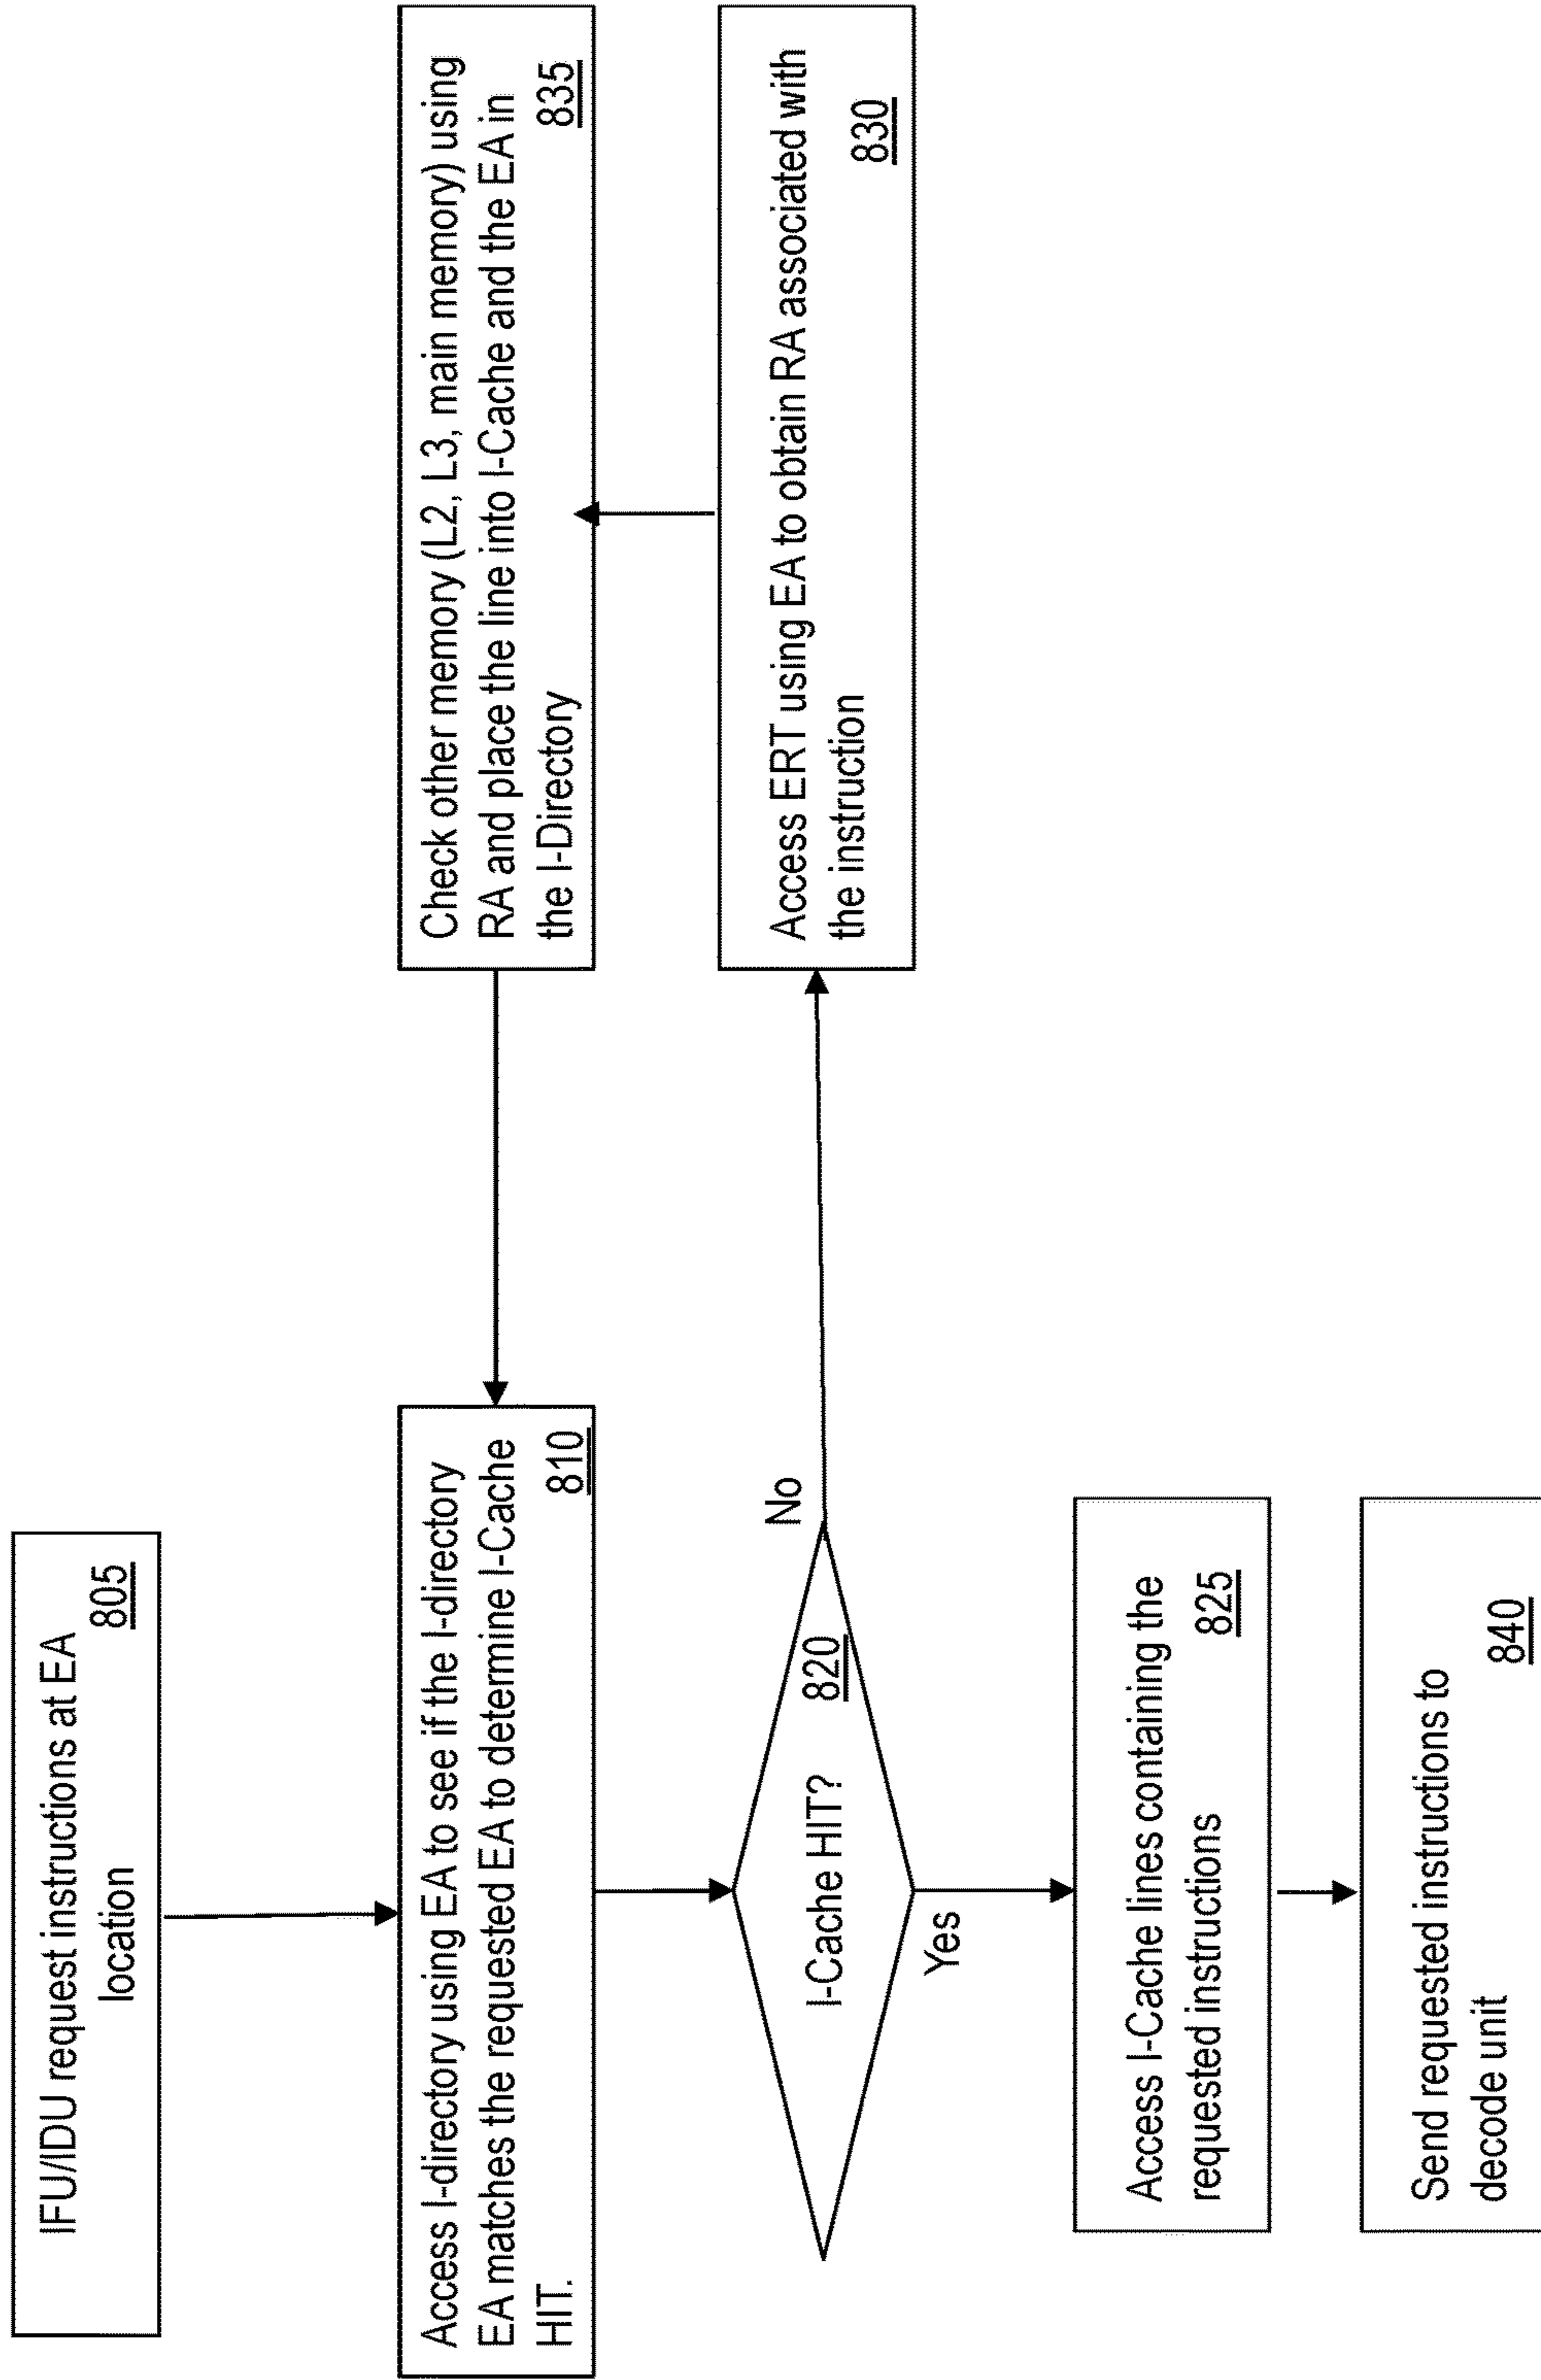 IFU/IDU request instructions at EA
location
805
Access I-directory using EA to see if the I-directory
EA matches the requested EA to determine I-Cache
HIT.
810
I-Cache HIT?
820
No
Yes
Access I-Cache lines containing the
requested instructions
825
Send requested instructions to
decode unit
840
Access ERT using EA to obtain RA associated with
the instruction
830
Check other memory (L2, L3, main memory) using
RA and place the line into I-Cache and the EA in
the I-Directory
835